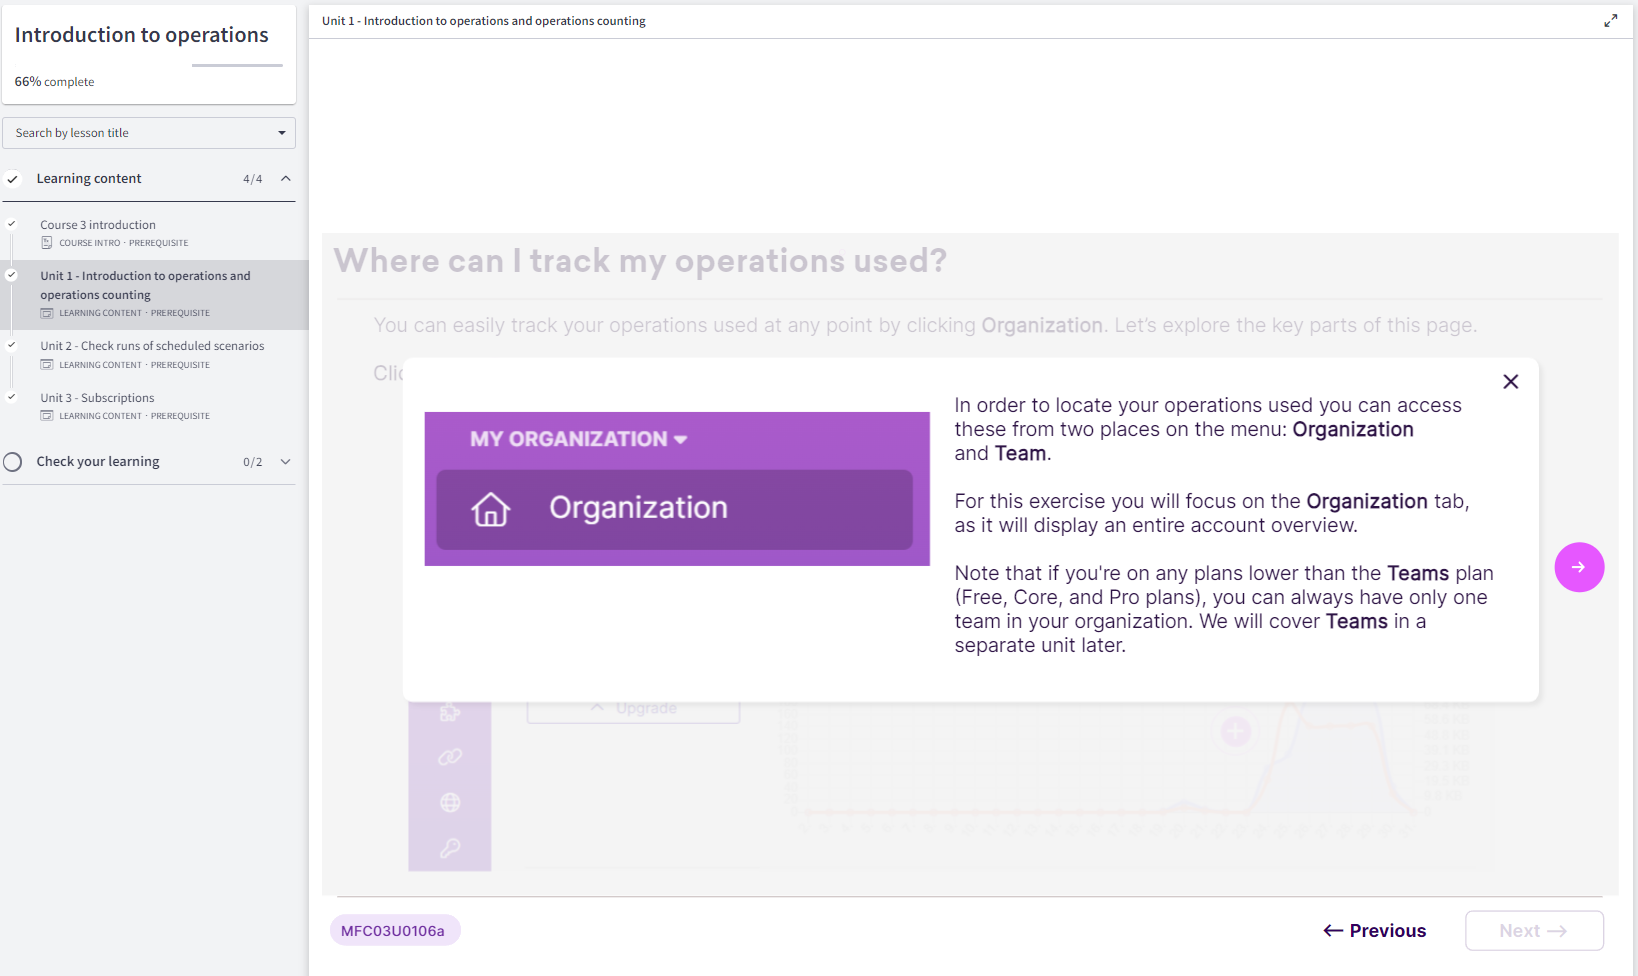 Introduction to operations
66% complete
Search by lesson title
Learning content 4/4
Course 3 introduction
COURSE INTRO · PREREQUISITE
Unit 1 - Introduction to operations and
operations counting
LEARNING CONTENT · PREREQUISITE
Unit 2 - Check runs of scheduled scenarios
LEARNING CONTENT · PREREQUISITE
Unit 3 - Subscriptions
LEARNING CONTENT · PREREQUISITE
Check your learning 0/2
Unit 1 - Introduction to operations and operations counting
Where can I track my operations used?
You can easily track your operations used at any point by clicking Organization. Let's explore the key parts of this page.
MY ORGANIZATION
Organization
In order to locate your operations used you can access
these from two places on the menu: Organization
and Team.
For this exercise you will focus on the Organization tab,
as it will display an entire account overview.
Note that if you're on any plans lower than the Teams plan
(Free, Core, and Pro plans), you can always have only one
team in your organization. We will cover Teams in a
separate unit later.
Upgrade
MFC03U0106a
← Previous
Next →